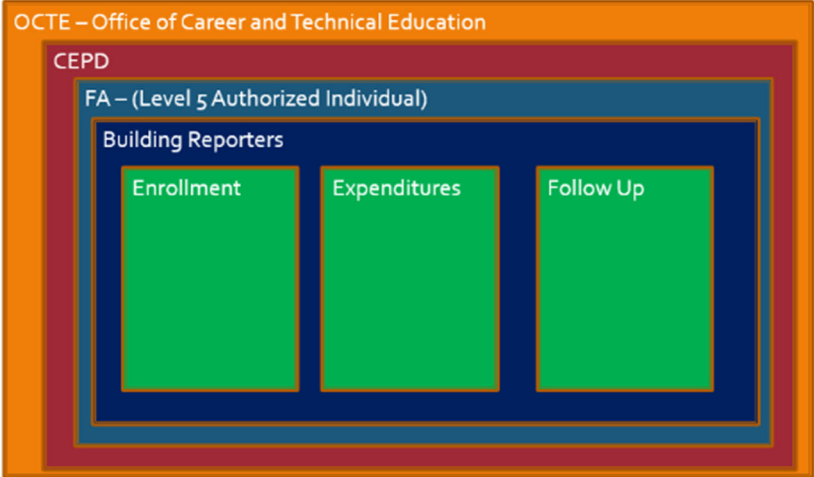 OCTE – Office of Career and Technical Education
CEPD
FA – (Level 5 Authorized Individual)
Building Reporters
Enrollment
Expenditures
Follow Up